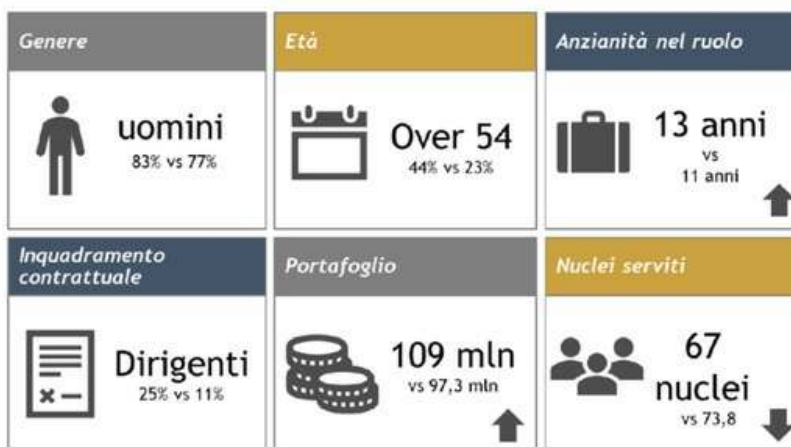 Genere
uomini
83% vs 77%
Età
Over 54
44% vs 23%
Anzianità nel ruolo
13 anni
vs
11 anni
Inquadramento
contrattuale
Dirigenti
25% vs 11%
Portafoglio
109 mln
vs 97,3 mln
Nuclei serviti
67
nuclei
vs 73,8